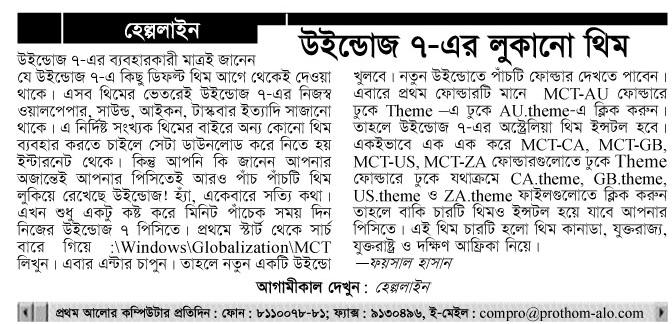 হেল্পলাইন
উইন্ডোজ ৭-এর লুকানো থিম
উইন্ডোজ ৭-এর ব্যবহারকারী মাত্রই জানেন
যে উইন্ডোজ ৭-এ কিছু ডিফল্ট থিম আগে থেকেই দেওয়া
থাকে। এসব থিমের ভেতরেই উইন্ডোজ ৭-এর নিজস্ব
ওয়ালপেপার, সাউন্ড, আইকন, টাস্কবার ইত্যাদি সাজানো
থাকে। এ নির্দিষ্ট সংখ্যক থিমের বাইরে অন্য কোনো থিম
ব্যবহার করতে চাইলে সেটা ডাউনলোড করে নিতে হয়
ইন্টারনেট থেকে। কিন্তু আপনি কি জানেন আপনার
অজান্তেই আপনার পিসিতেই আরও পাঁচ পাঁচটি থিম
লুকিয়ে রেখেছে উইন্ডোজ! হ্যাঁ, একেবারে সত্যি কথা।
এখন শুধু একটু কষ্ট করে মিনিট পাঁচেক সময় দিন
নিজের উইন্ডোজ ৭ পিসিতে। প্রথমে স্টার্ট থেকে সার্চ
বারে গিয়ে :\Windows\Globalization\MCT
লিখুন। এবার এন্টার চাপুন। তাহলে নতুন একটি উইন্ডো
খুলবে। নতুন উইন্ডোতে পাঁচটি ফোল্ডার দেখতে পাবেন।
এবারে প্রথম ফোল্ডারটি মানে MCT-AU ফোল্ডারে
ঢুকে Theme –এ ঢুকে AU.theme-এ ক্লিক করুন।
তাহলে উইন্ডোজ ৭-এর অস্ট্রেলিয়া থিম ইন্সটল হবে।
একইভাবে এক এক করে MCT-CA, MCT-GB,
MCT-US, MCT-ZA ফোল্ডারগুলোতে ঢুকে Theme
ফোল্ডারে ঢুকে যথাক্রমে CA.theme, GB.theme,
US.theme ও ZA.theme ফাইলগুলোতে ক্লিক করুন
তাহলে বাকি চারটি থিমও ইন্সটল হয়ে যাবে আপনার
পিসিতে। এই থিম চারটি হলো থিম কানাডা, যুক্তরাজ্য,
যুক্তরাষ্ট্র ও দক্ষিণ আফ্রিকা নিয়ে।
—ফয়সাল হাসান
আগামীকাল দেখুন : হেল্পলাইন
প্রথম আলোর কম্পিউটার প্রতিদিন : ফোন : ৮১১০০৭৮-৮১; ফ্যাক্স : ৯১৩০৪৯৬, ই-মেইল : compro@prothom-alo.com